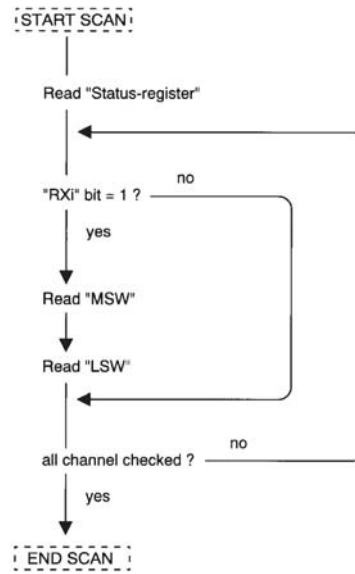 START SCAN
Read "Status-register"
"RXi" bit = 1 ?
no
yes
Read "MSW"
Read "LSW"
all channel checked ?
no
yes
END SCAN